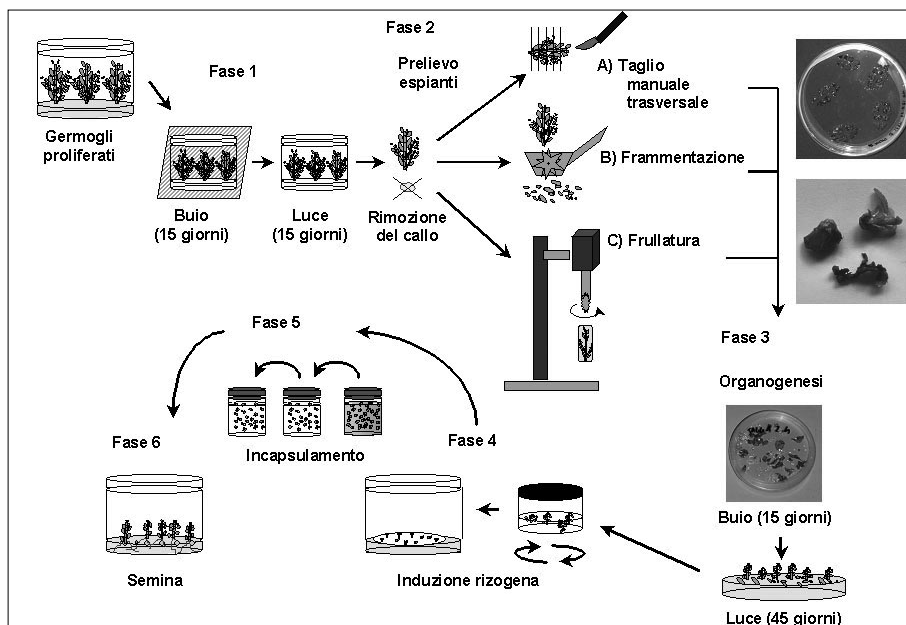 Germogli
proliferati
Fase 1
Buio
(15 giorni)
Luce
(15 giorni)
Fase 2
Prelievo
espianti
Rimozione
del callo
A) Taglio
manuale
trasversale
B) Frammentazione
C) Frullatura
Fase 3
Organogenesi
Buio (15 giorni)
Luce (45 giorni)
Fase 4
Induzione rizogena
Fase 5
Incapsulamento
Fase 6
Semina